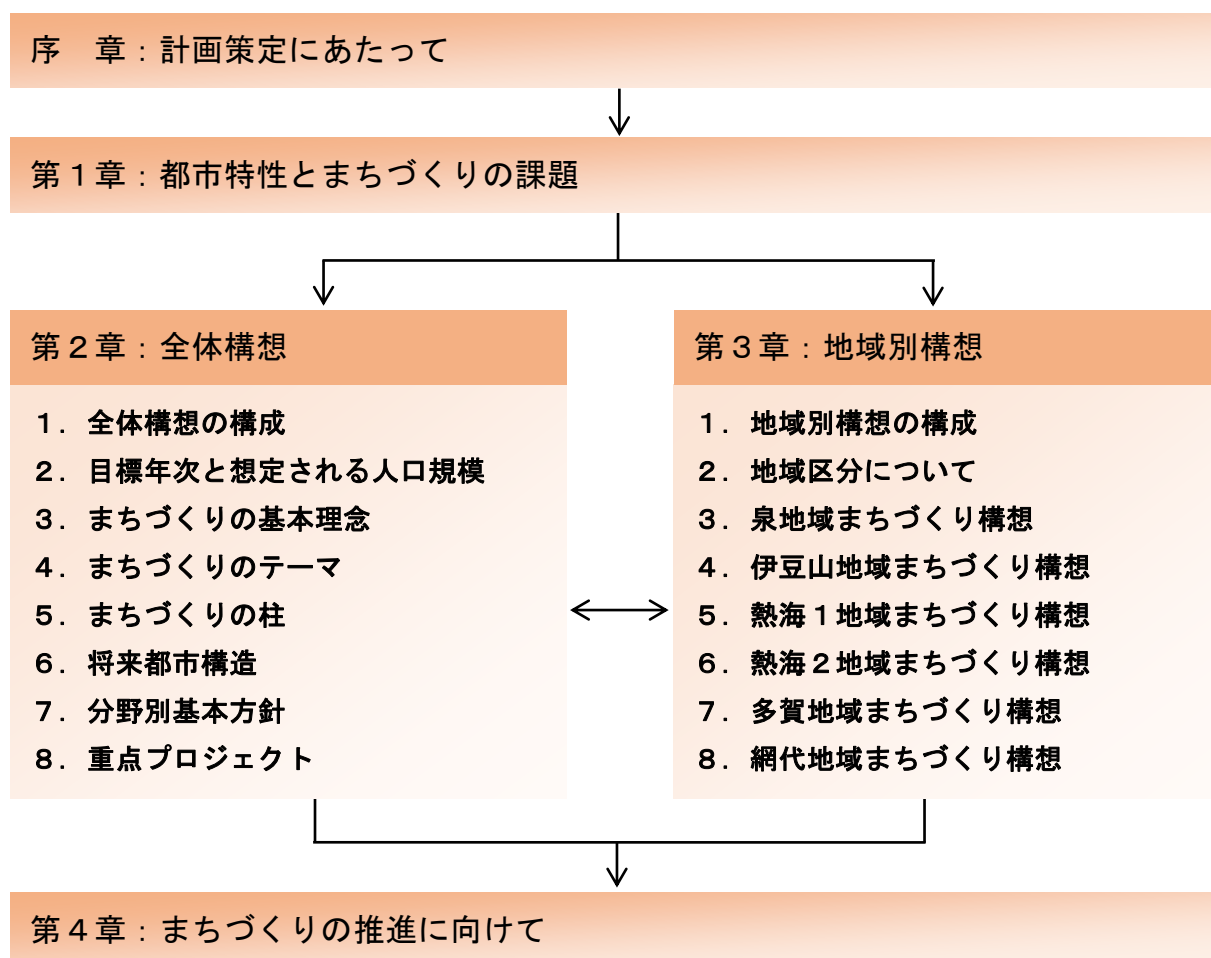 序　章：計画策定にあたって
第１章：都市特性とまちづくりの課題
第２章：全体構想
１．全体構想の構成
２．目標年次と想定される人口規模
３．まちづくりの基本理念
４．まちづくりのテーマ
５．まちづくりの柱
６．将来都市構造
７．分野別基本方針
８．重点プロジェクト
第３章：地域別構想
１．地域別構想の構成
２．地域区分について
３．泉地域まちづくり構想
４．伊豆山地域まちづくり構想
５．熱海１地域まちづくり構想
６．熱海２地域まちづくり構想
７．多賀地域まちづくり構想
８．網代地域まちづくり構想
第４章：まちづくりの推進に向けて